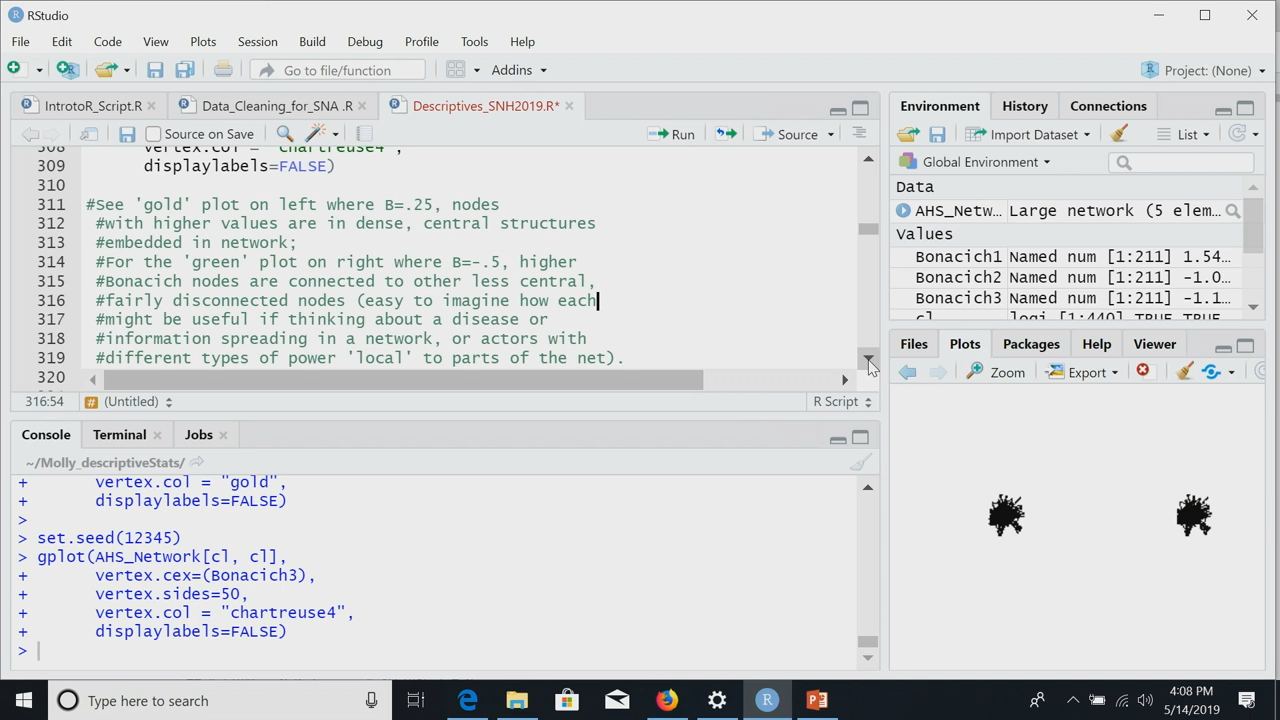 RStudio
File Edit Code View Plots Session Build Debug Profile Tools Help
Go to file/function Addins Project: (None)
IntrotoR_Script.R Data_Cleaning_for_SNA .R Descriptives_SNH2019.R*
Source on Save Run Source
308 vertex.col = "chartreuse4",
309 displaylabels=FALSE)
310
311 #See 'gold' plot on left where B=.25, nodes
312 #with higher values are in dense, central structures
313 #embedded in network;
314 #For the 'green' plot on right where B=-.5, higher
315 #Bonacich nodes are connected to other less central,
316 #fairly disconnected nodes (easy to imagine how each
317 #might be useful if thinking about a disease or
318 #information spreading in a network, or actors with
319 #different types of power 'local' to parts of the net).
320
316:54 # (Untitled) R Script
Console Terminal Jobs
~/Molly_descriptiveStats/
+ vertex.col = "gold",
+ displaylabels=FALSE)
>
> set.seed(12345)
> gplot(AHS_Network[cl, cl],
+ vertex.cex=(Bonacich3),
+ vertex.sides=50,
+ vertex.col = "chartreuse4",
+ displaylabels=FALSE)
>
Environment History Connections
Import Dataset List
Global Environment
Data
AHS_Netw… Large network (5 elem…
Values
Bonacich1 Named num [1:211] 1.54…
Bonacich2 Named num [1:211] -1.0…
Bonacich3 Named num [1:211] -1.1…
cl logi [1:440] TRUE TRUE
Files Plots Packages Help Viewer
Zoom Export
Type here to search
4:08 PM
5/14/2019